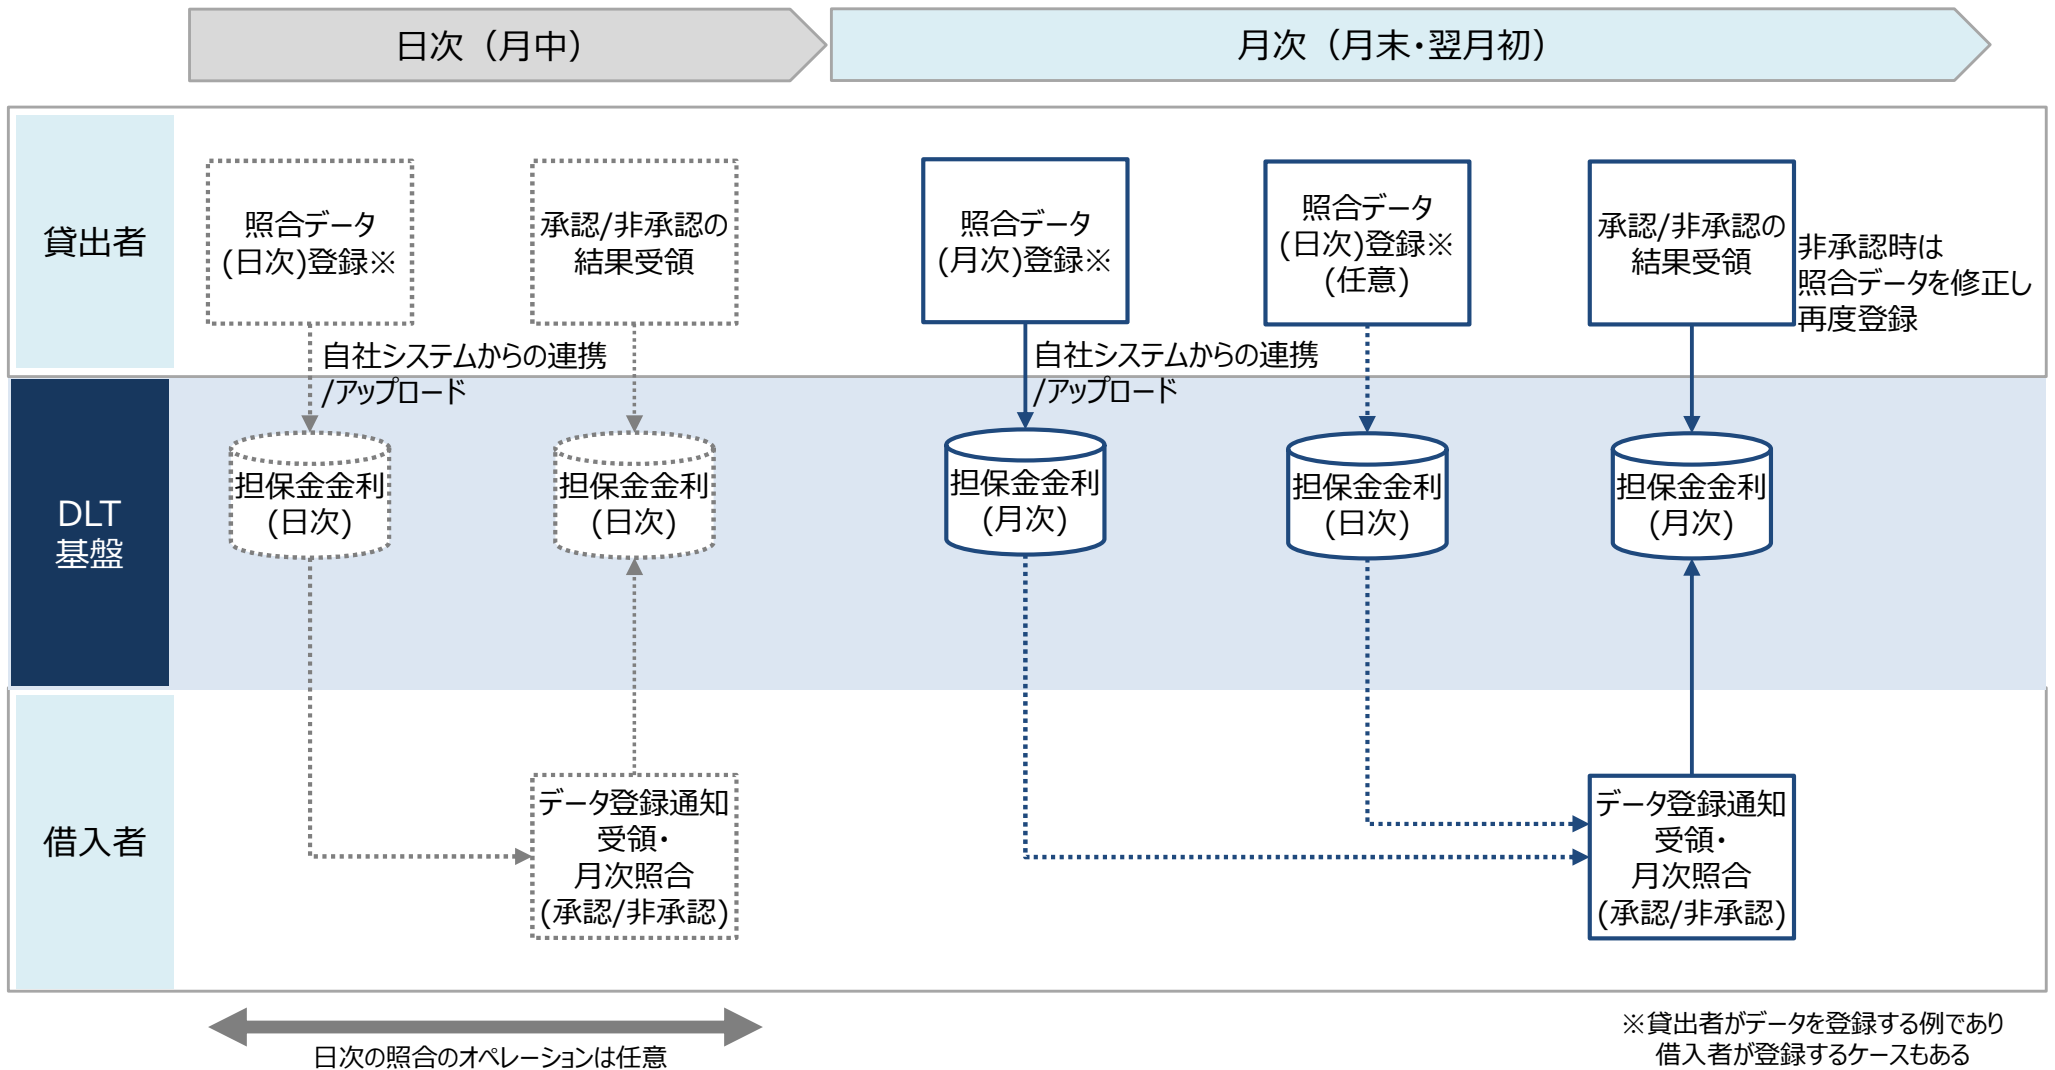 日次（月中）
月次（月末・翌月初）
貸出者
照合データ
(日次)登録※
承認/非承認の
結果受領
照合データ
(月次)登録※
照合データ
(日次)登録※
(任意)
承認/非承認の
結果受領
非承認時は
照合データを修正し
再度登録
自社システムからの連携
/アップロード
自社システムからの連携
/アップロード
DLT
基盤
担保金金利
(日次)
担保金金利
(日次)
担保金金利
(月次)
担保金金利
(日次)
担保金金利
(月次)
借入者
データ登録通知
受領・
月次照合
(承認/非承認)
データ登録通知
受領・
月次照合
(承認/非承認)
日次の照合のオペレーションは任意
※貸出者がデータを登録する例であり
借入者が登録するケースもある